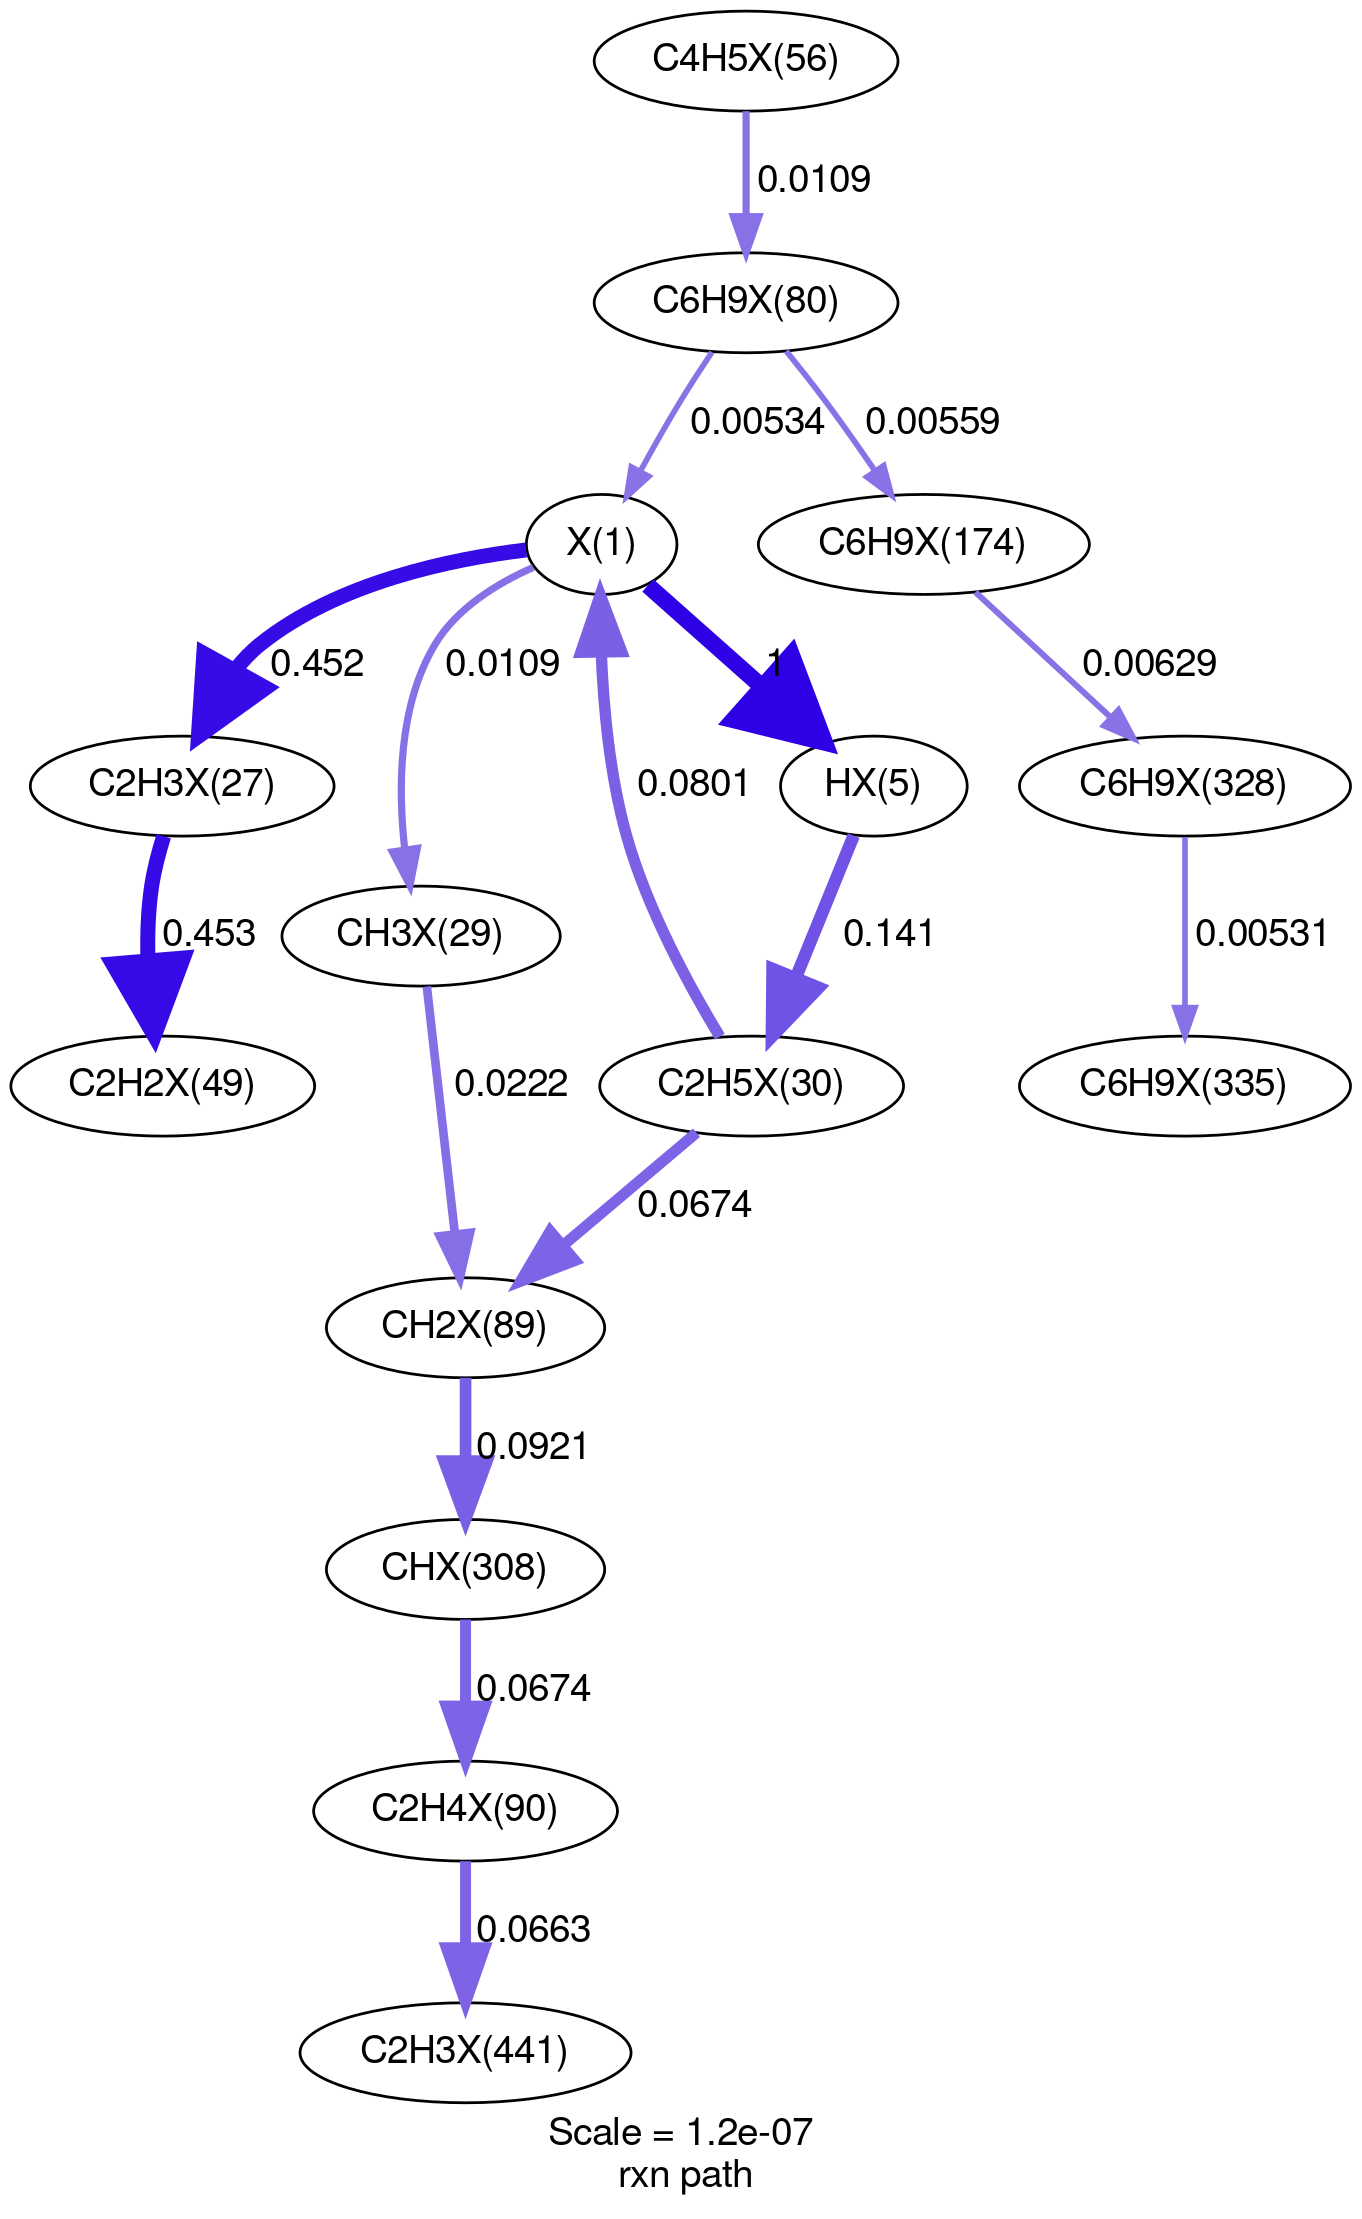 C4H5X(56)
0.0109
C6H9X(80)
0.00534
0.00559
X(1)
C6H9X(174)
0.452
0.0109
1
0.00629
C2H3X(27)
0.0801
HX(5)
C6H9X(328)
0.453
CH3X(29)
0.141
0.00531
C2H2X(49)
0.0222
C2H5X(30)
C6H9X(335)
0.0674
CH2X(89)
0.0921
CHX(308)
0.0674
C2H4X(90)
0.0663
C2H3X(441)
Scale = 1.2e-07
rxn path